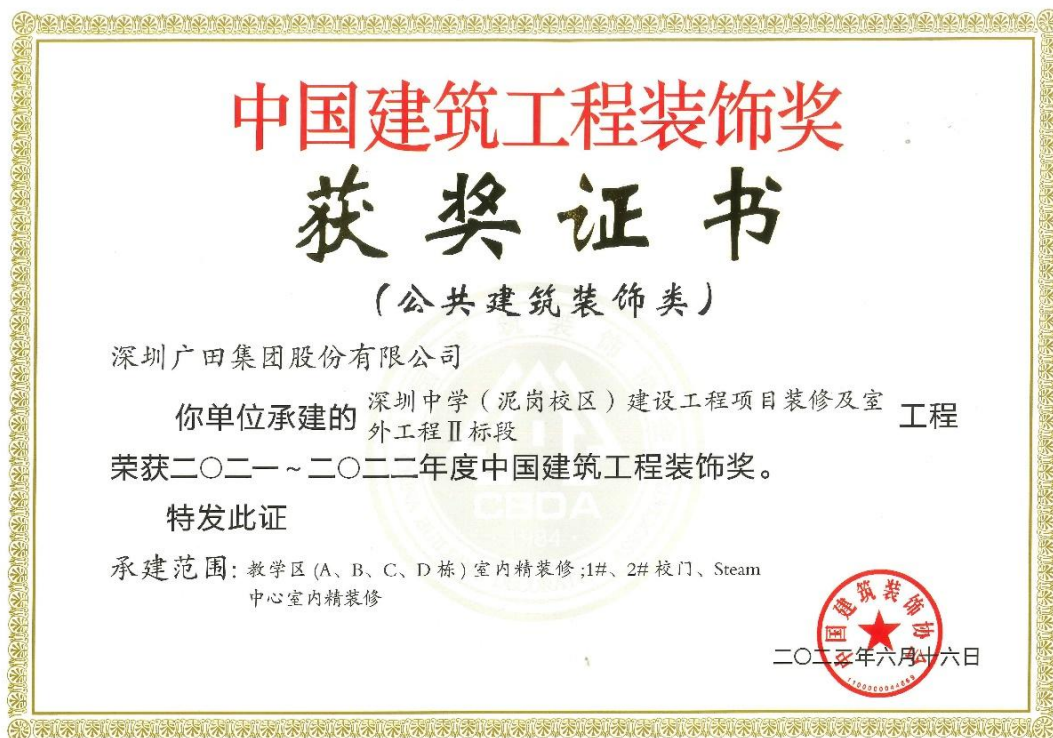 中国建筑工程装饰奖
获奖证书
（公共建筑装饰类）
深圳广田集团股份有限公司
你单位承建的 深圳中学（泥岗校区）建设工程项目装修及室 工程
外工程Ⅱ标段
荣获二〇二一～二〇二二年度中国建筑工程装饰奖。
特发此证
CBDA
1984
承建范围: 教学区(A、B、C、D栋)室内精装修;1#、2#校门、Steam
中心室内精装修
中国建筑装饰协会
二〇二三年六月十六日